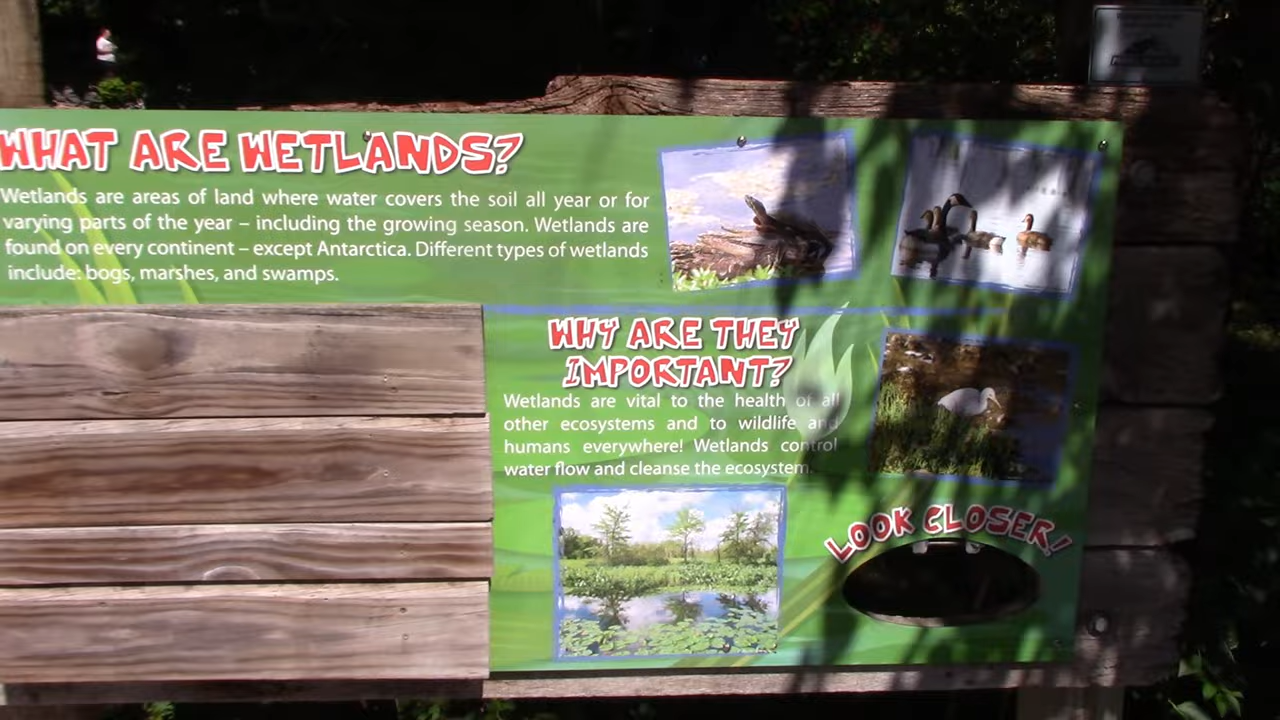 WHAT ARE WETLANDS?
Wetlands are areas of land where water covers the soil all year or for
varying parts of the year – including the growing season. Wetlands are
found on every continent – except Antarctica. Different types of wetlands
include: bogs, marshes, and swamps.
WHY ARE THEY
IMPORTANT?
Wetlands are vital to the health of all
other ecosystems and to wildlife and
humans everywhere! Wetlands control
water flow and cleanse the ecosystem.
LOOK CLOSER!